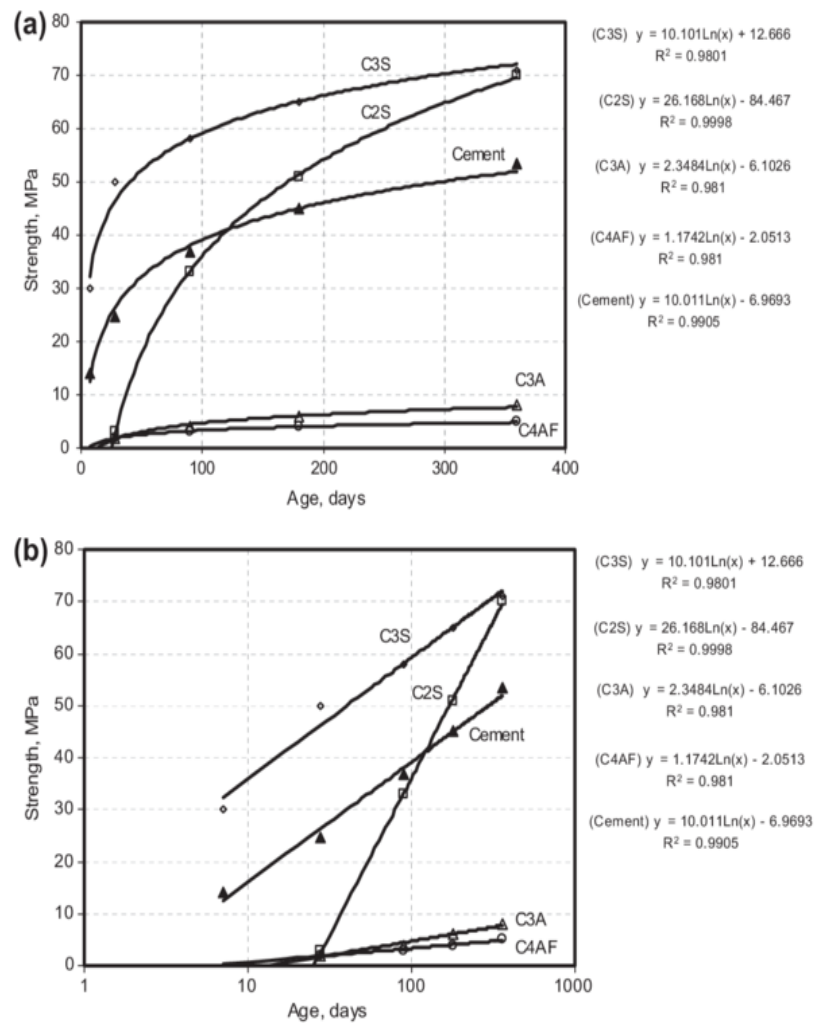 (a)
80
70
60
50
40
30
20
10
0
Strength, MPa
0 100 200 300 400
Age, days
C3S
C2S
Cement
C3A
C4AF
(C3S) y = 10.101Ln(x) + 12.666
R² = 0.9801
(C2S) y = 26.168Ln(x) - 84.467
R² = 0.9998
(C3A) y = 2.3484Ln(x) - 6.1026
R² = 0.981
(C4AF) y = 1.1742Ln(x) - 2.0513
R² = 0.981
(Cement) y = 10.011Ln(x) - 6.9693
R² = 0.9905
(b)
80
70
60
50
40
30
20
10
0
Strength, MPa
1 10 100 1000
Age, days
C3S
C2S
Cement
C3A
C4AF
(C3S) y = 10.101Ln(x) + 12.666
R² = 0.9801
(C2S) y = 26.168Ln(x) - 84.467
R² = 0.9998
(C3A) y = 2.3484Ln(x) - 6.1026
R² = 0.981
(C4AF) y = 1.1742Ln(x) - 2.0513
R² = 0.981
(Cement) y = 10.011Ln(x) - 6.9693
R² = 0.9905